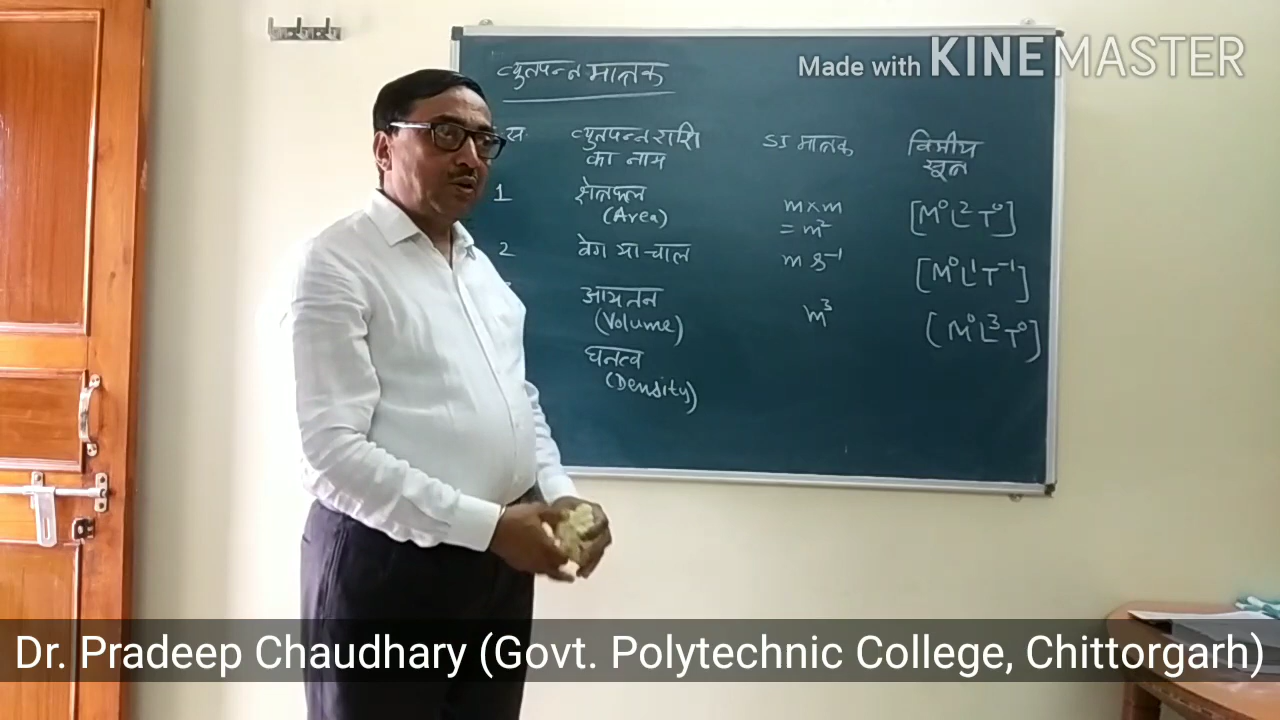 Made with KINEMASTER
व्युत्पन्न मात्रक
व्युत्पन्न राशि SI मात्रक विमीय
का नाम सूत्र
1 क्षेत्रफल m×m [M⁰L²T⁰]
(Area) = m²
2 वेग या चाल m s⁻¹ [M⁰L¹T⁻¹]
आयतन m³ [M⁰L³T⁰]
(Volume)
घनत्व
(Density)
Dr. Pradeep Chaudhary (Govt. Polytechnic College, Chittorgarh)